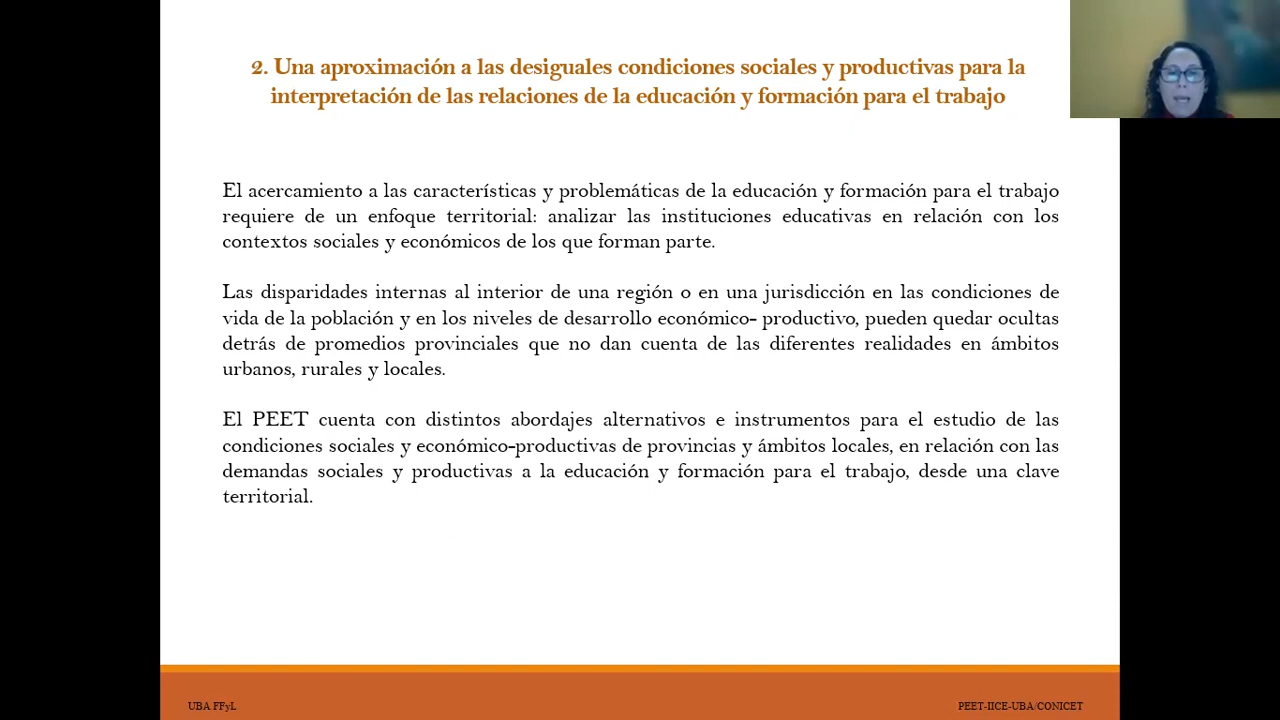 2. Una aproximación a las desiguales condiciones sociales y productivas para la
interpretación de las relaciones de la educación y formación para el trabajo
El acercamiento a las características y problemáticas de la educación y formación para el trabajo
requiere de un enfoque territorial: analizar las instituciones educativas en relación con los
contextos sociales y económicos de los que forman parte.
Las disparidades internas al interior de una región o en una jurisdicción en las condiciones de
vida de la población y en los niveles de desarrollo económico- productivo, pueden quedar ocultas
detrás de promedios provinciales que no dan cuenta de las diferentes realidades en ámbitos
urbanos, rurales y locales.
El PEET cuenta con distintos abordajes alternativos e instrumentos para el estudio de las
condiciones sociales y económico-productivas de provincias y ámbitos locales, en relación con las
demandas sociales y productivas a la educación y formación para el trabajo, desde una clave
territorial.
UBA FFyL
PEET-IICE-UBA/CONICET